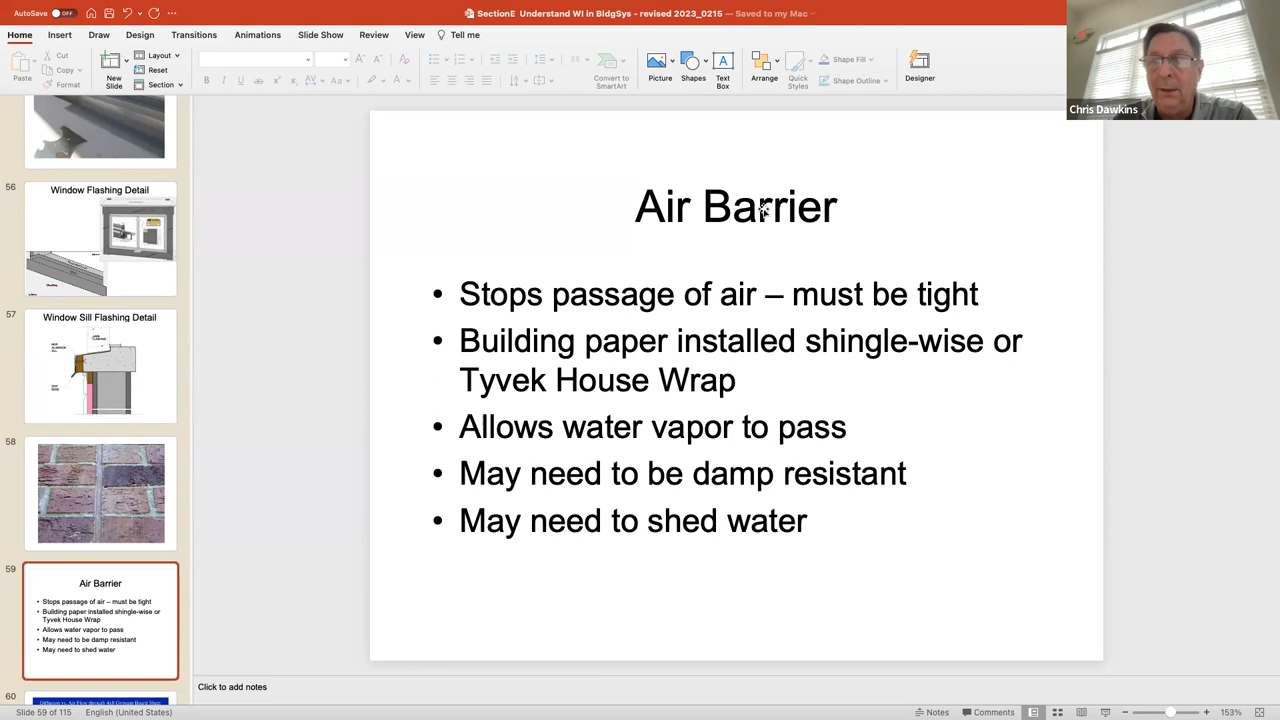 AutoSave OFF
SectionE Understand WI in BldgSys - revised 2023_0215 — Saved to my Mac
Home Insert Draw Design Transitions Animations Slide Show Review View Tell me
Paste
Cut
Copy
Format
New
Slide
Layout
Reset
Section
B I U ab x x AV Aa A
Convert to
SmartArt
Picture
Shapes
Text
Box
Arrange
Quick
Styles
Shape Fill
Shape Outline
Designer
Chris Dawkins
56
Window Flashing Detail
57
Window Sill Flashing Detail
58
59
Air Barrier
• Stops passage of air – must be tight
• Building paper installed shingle-wise or
Tyvek House Wrap
• Allows water vapor to pass
• May need to be damp resistant
• May need to shed water
60
Air Barrier
• Stops passage of air – must be tight
• Building paper installed shingle-wise or
Tyvek House Wrap
• Allows water vapor to pass
• May need to be damp resistant
• May need to shed water
Click to add notes
Slide 59 of 115 English (United States)
Notes Comments 153%